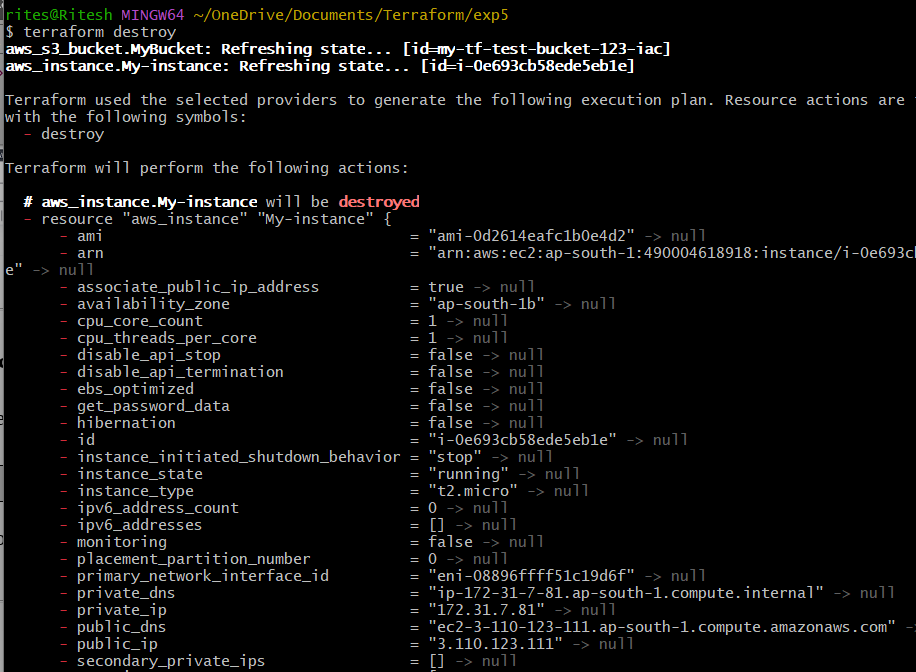 rites@Ritesh MINGW64 ~/OneDrive/Documents/Terraform/exp5
$ terraform destroy
aws_s3_bucket.MyBucket: Refreshing state... [id=my-tf-test-bucket-123-iac]
aws_instance.My-instance: Refreshing state... [id=i-0e693cb58ede5eb1e]
Terraform used the selected providers to generate the following execution plan. Resource actions are
with the following symbols:
- destroy
Terraform will perform the following actions:
# aws_instance.My-instance will be destroyed
- resource "aws_instance" "My-instance" {
- ami = "ami-0d2614eafc1b0e4d2" -> null
- arn = "arn:aws:ec2:ap-south-1:490004618918:instance/i-0e693cb
e" -> null
- associate_public_ip_address = true -> null
- availability_zone = "ap-south-1b" -> null
- cpu_core_count = 1 -> null
- cpu_threads_per_core = 1 -> null
- disable_api_stop = false -> null
- disable_api_termination = false -> null
- ebs_optimized = false -> null
- get_password_data = false -> null
- hibernation = false -> null
- id = "i-0e693cb58ede5eb1e" -> null
- instance_initiated_shutdown_behavior = "stop" -> null
- instance_state = "running" -> null
- instance_type = "t2.micro" -> null
- ipv6_address_count = 0 -> null
- ipv6_addresses = [] -> null
- monitoring = false -> null
- placement_partition_number = 0 -> null
- primary_network_interface_id = "eni-08896ffff51c19d6f" -> null
- private_dns = "ip-172-31-7-81.ap-south-1.compute.internal" -> null
- private_ip = "172.31.7.81" -> null
- public_dns = "ec2-3-110-123-111.ap-south-1.compute.amazonaws.com" -
- public_ip = "3.110.123.111" -> null
- secondary_private_ips = [] -> null